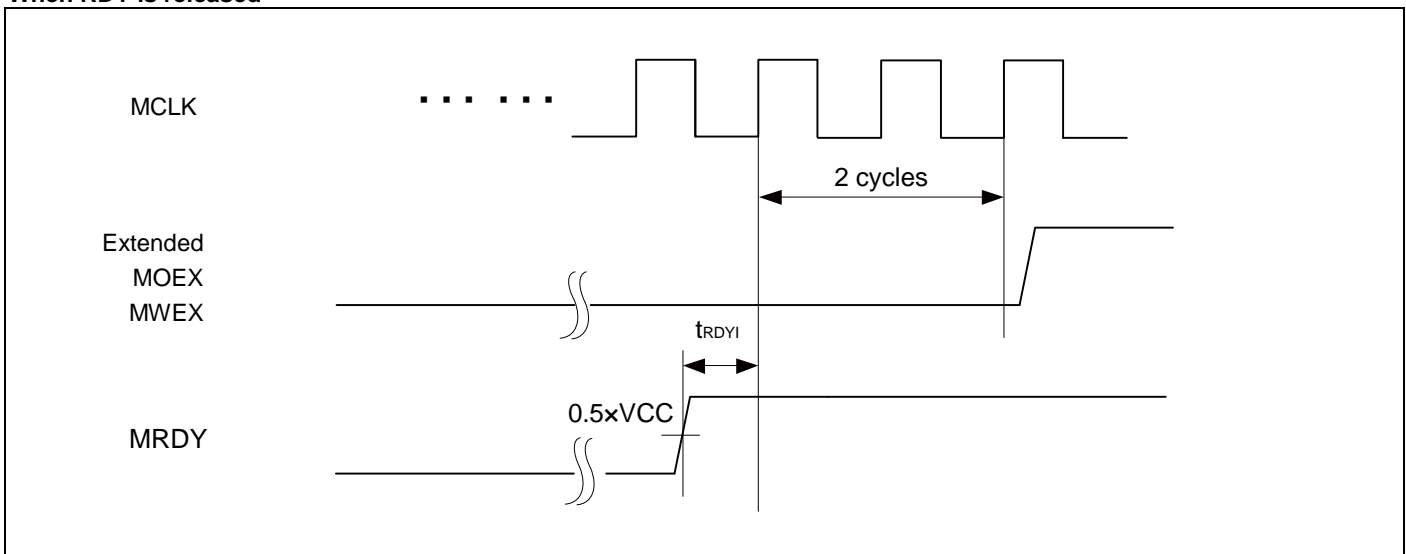 When RDY is released
MCLK
... ...
2 cycles
Extended
MOEX
MWEX
tRDYI
0.5×VCC
MRDY